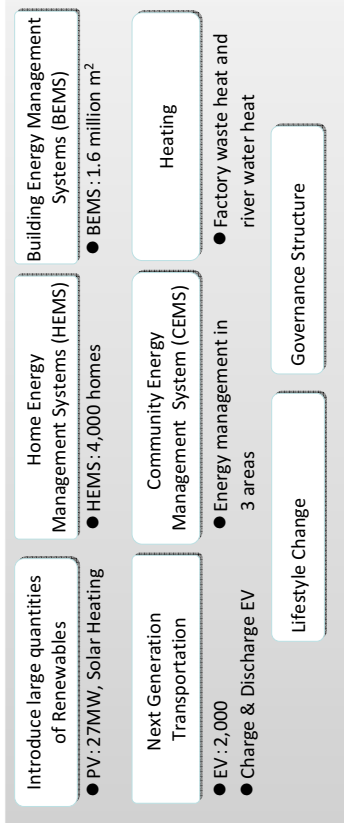 Introduce large quantities
of Renewables
● PV: 27MW, Solar Heating
Home Energy
Management Systems (HEMS)
● HEMS: 4,000 homes
Building Energy Management
Systems (BEMS)
● BEMS: 1.6 million m²
Next Generation
Transportation
● EV: 2,000
● Charge & Discharge EV
Community Energy
Management System (CEMS)
● Energy management in
3 areas
Heating
● Factory waste heat and
river water heat
Lifestyle Change
Governance Structure